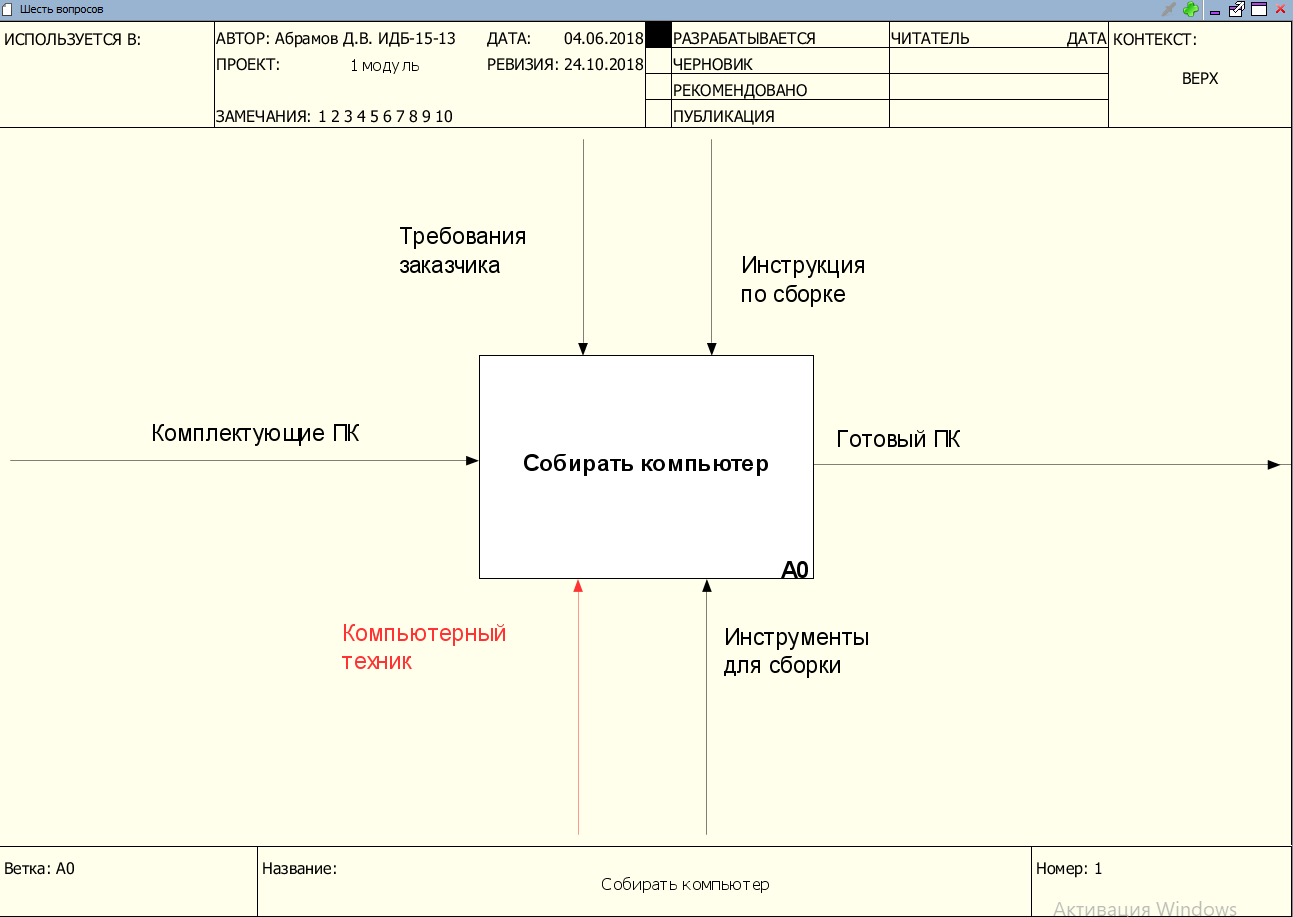 Шесть вопросов
ИСПОЛЬЗУЕТСЯ В:
АВТОР: Абрамов Д.В. ИДБ-15-13
ДАТА: 04.06.2018
ПРОЕКТ: 1 модуль
РЕВИЗИЯ: 24.10.2018
ЗАМЕЧАНИЯ: 1 2 3 4 5 6 7 8 9 10
РАЗРАБАТЫВАЕТСЯ
ЧЕРНОВИК
РЕКОМЕНДОВАНО
ПУБЛИКАЦИЯ
ЧИТАТЕЛЬ ДАТА
КОНТЕКСТ:
ВЕРХ
Требования
заказчика
Инструкция
по сборке
Комплектующие ПК
Собирать компьютер
A0
Готовый ПК
Компьютерный
техник
Инструменты
для сборки
Ветка: A0
Название:
Собирать компьютер
Номер: 1
Активация Windows